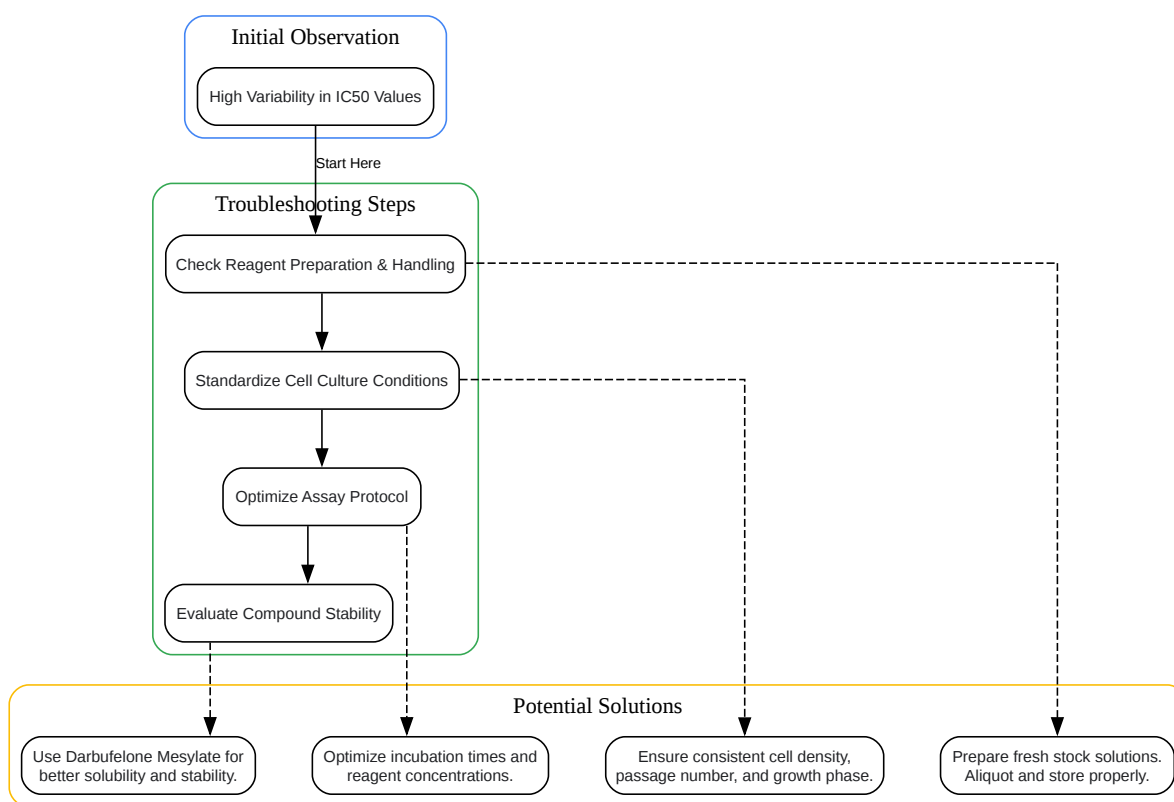 Initial Observation
High Variability in IC50 Values
Start Here
Troubleshooting Steps
Check Reagent Preparation & Handling
Standardize Cell Culture Conditions
Optimize Assay Protocol
Evaluate Compound Stability
Potential Solutions
Use Darbufelone Mesylate for
better solubility and stability.
Optimize incubation times and
reagent concentrations.
Ensure consistent cell density,
passage number, and growth phase.
Prepare fresh stock solutions.
Aliquot and store properly.